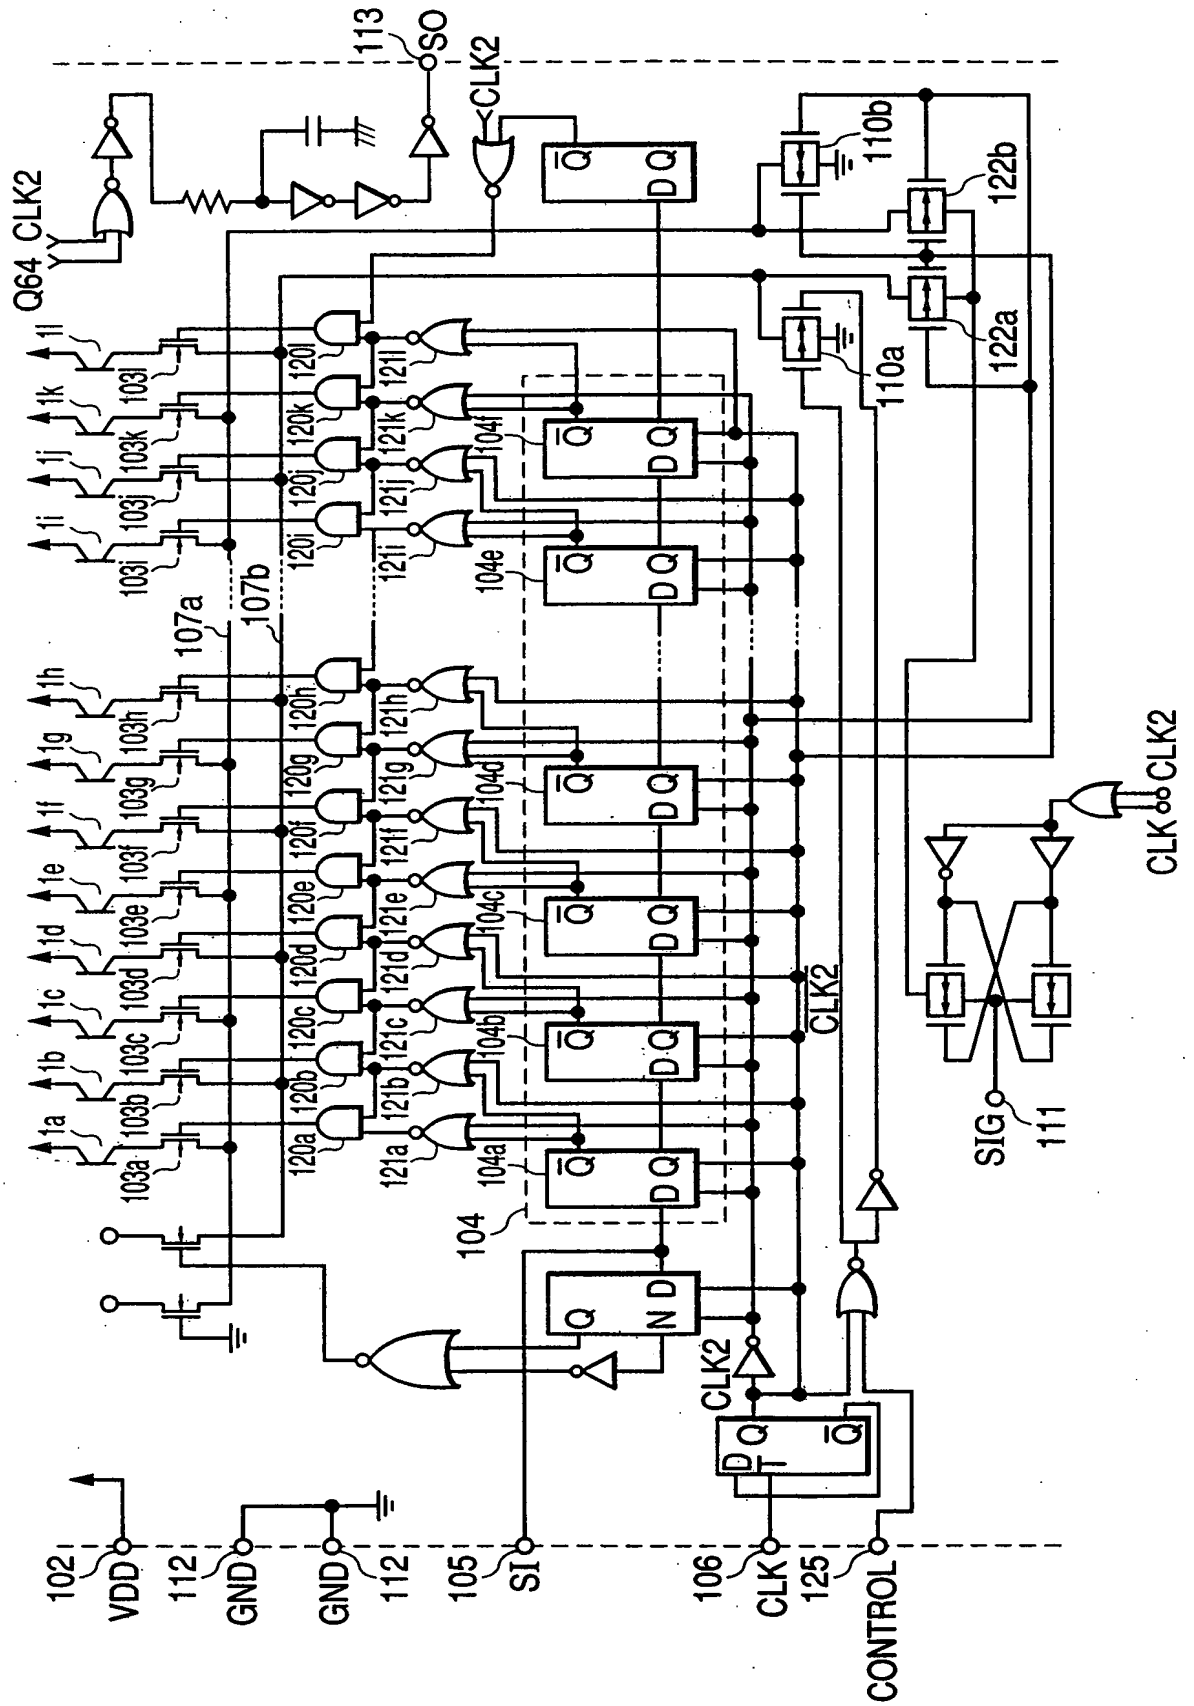 Q64 CLK2
1a 1b 1c 1d 1e 1f 1g 1h 1i 1j 1k 1l
102
VDD
103a 103b 103c 103d 103e 103f 103g 103h 103i 103j 103k 103l
107a
107b
112
GND
120a 120b 120c 120d 120e 120f 120g 120h 120i 120j 120k 120l
GND
112
113
SO
121a 121b 121c 121d 121e 121f 121g 121h 121i 121j 121k 121l
104
104a 104b 104c 104d 104e 104f
CLK2
105
SI
Q Q̅ Q̅ Q̅ Q̅ Q̅ Q̅ Q̅
N D D Q D Q D Q D Q D Q D Q D Q
CLK2
106
CLK
D Q
T
Q̅
C̅L̅K̅2̅
125
CONTROL
110a
110b
122a
122b
SIG
111
CLK CLK2